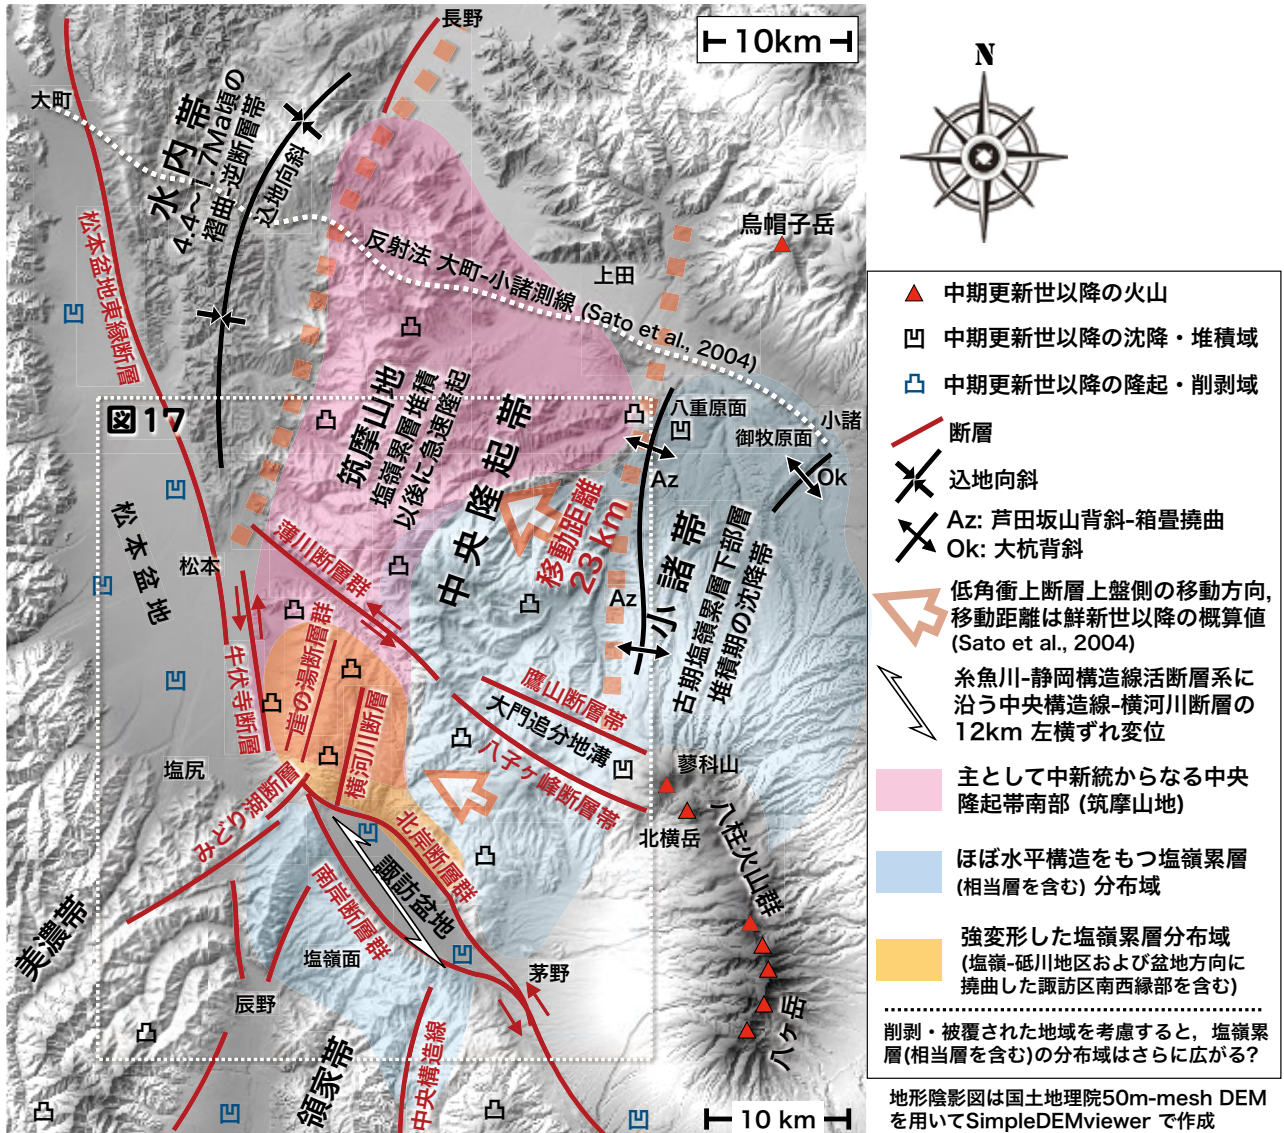 長野
10km
N
大町
水内帯
4.4〜1.7Ma頃の
褶曲-逆断層帯
込地向斜
松本盆地東縁断層
烏帽子岳
上田
反射法 大町-小諸測線 (Sato et al., 2004)
図17
筑摩山地
塩嶺累層堆積
以後に急速隆起
中央隆起帯
八重原面
小諸
御牧原面
Az
Ok
移動距離
23 km
小諸帯
古期塩嶺累層下部層
堆積期の沈降帯
Az
松本盆地
松本
薄川断層群
牛伏寺断層
崖の湯断層群
横河川断層
鷹山断層帯
大門追分地溝
八子ヶ峰断層帯
塩尻
みどり湖断層
北岸断層群
諏訪盆地
南岸断層群
蓼科山
北横岳
八柱火山群
美濃帯
塩嶺面
辰野
茅野
八ヶ岳
領家帯
中央構造線
10 km
中期更新世以降の火山
中期更新世以降の沈降・堆積域
中期更新世以降の隆起・削剥域
断層
込地向斜
Az: 芦田坂山背斜-箱畳撓曲
Ok: 大杭背斜
低角衝上断層上盤側の移動方向,
移動距離は鮮新世以降の概算値
(Sato et al., 2004)
糸魚川-静岡構造線活断層系に
沿う中央構造線-横河川断層の
12km 左横ずれ変位
主として中新統からなる中央
隆起帯南部 (筑摩山地)
ほぼ水平構造をもつ塩嶺累層
(相当層を含む) 分布域
強変形した塩嶺累層分布域
(塩嶺-砥川地区および盆地方向に
撓曲した諏訪区南西縁部を含む)
削剥・被覆された地域を考慮すると，塩嶺累
層(相当層を含む)の分布域はさらに広がる?
地形陰影図は国土地理院50m-mesh DEM
を用いてSimpleDEMviewer で作成